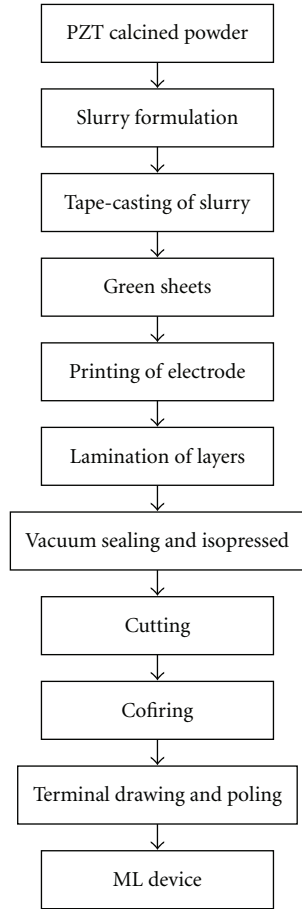 PZT calcined powder
Slurry formulation
Tape-casting of slurry
Green sheets
Printing of electrode
Lamination of layers
Vacuum sealing and isopressed
Cutting
Cofiring
Terminal drawing and poling
ML device